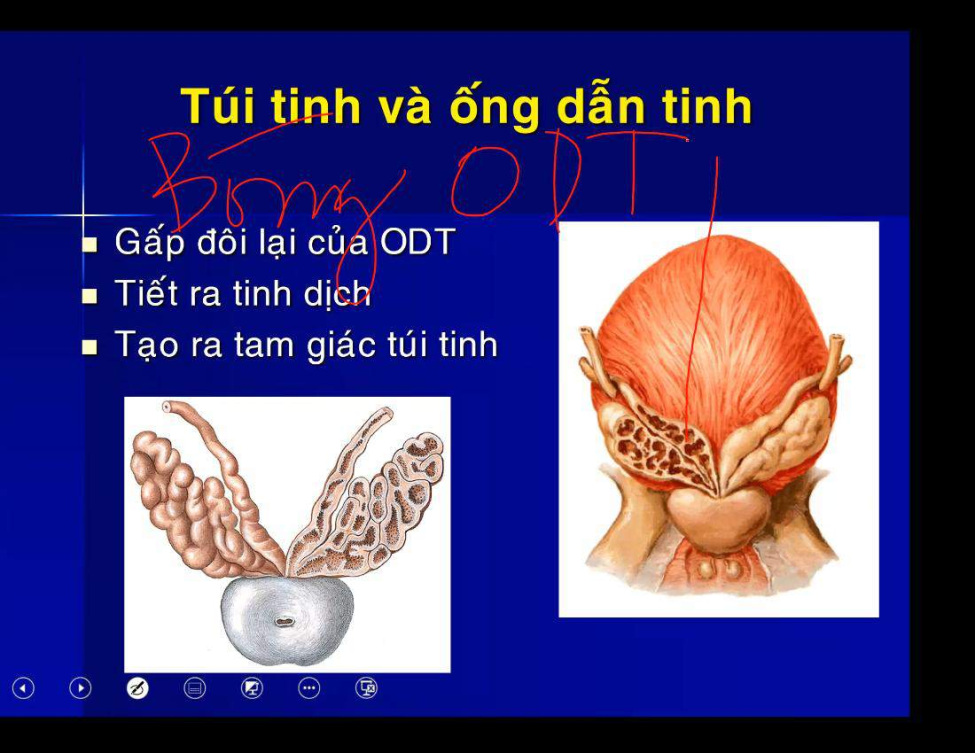 Túi tinh và ống dẫn tinh
Bóng ODT
Gấp đôi lại của ODT
Tiết ra tinh dịch
Tạo ra tam giác túi tinh